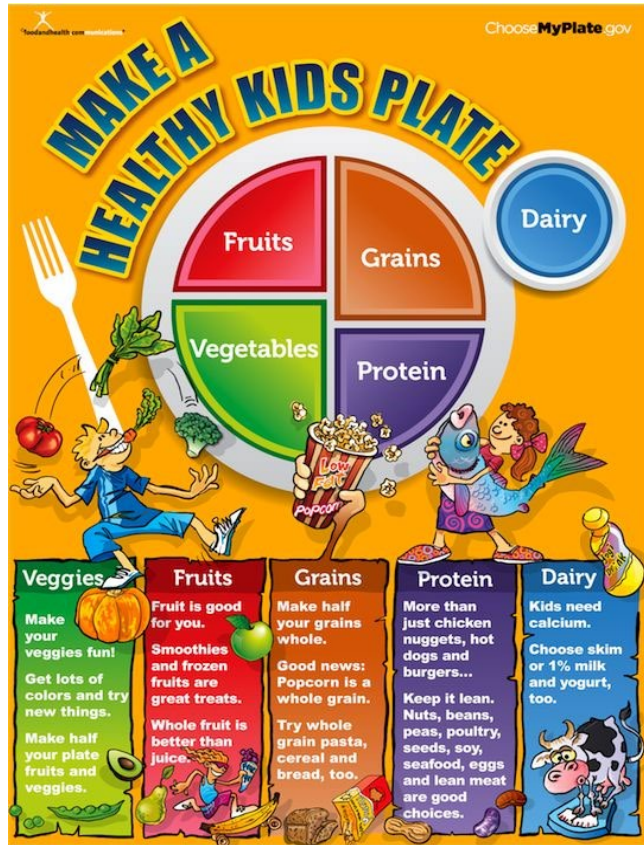 foodandhealth communications
ChooseMyPlate.gov
MAKE A
HEALTHY KIDS PLATE
Fruits
Grains
Dairy
Vegetables
Protein
Low
Fat
Popcorn
Veggies
Make
your
veggies fun!
Get lots of
colors and try
new things.
Make half
your plate
fruits and
veggies.
Fruits
Fruit is good
for you.
Smoothies
and frozen
fruits are
great treats.
Whole fruit is
better than
juice.
Grains
Make half
your grains
whole.
Good news:
Popcorn is a
whole grain.
Try whole
grain pasta,
cereal and
bread, too.
Protein
More than
just chicken
nuggets, hot
dogs and
burgers...
Keep it lean.
Nuts, beans,
peas, poultry,
seeds, soy,
seafood, eggs
and lean meat
are good
choices.
Dairy
Kids need
calcium.
Choose skim
or 1% milk
and yogurt,
too.